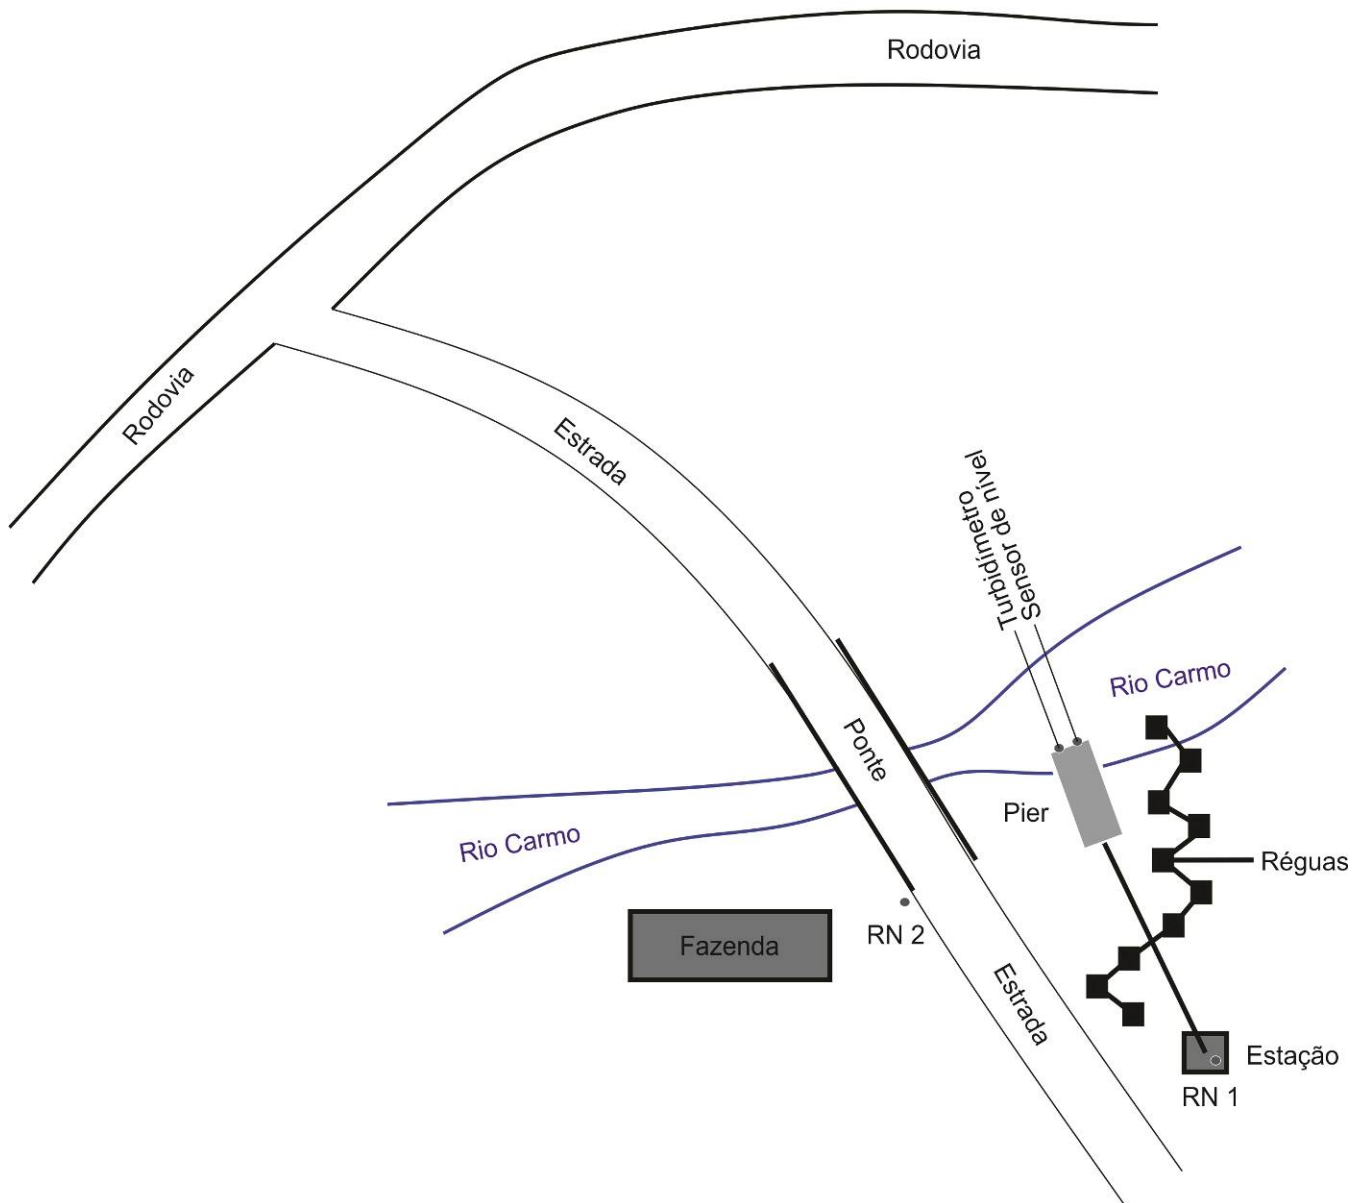 Rodovia
Rodovia
Estrada
Turbidímetro
Sensor de nível
Rio Carmo
Ponte
Pier
Rio Carmo
Réguas
RN 2
Fazenda
Estrada
Estação
RN 1